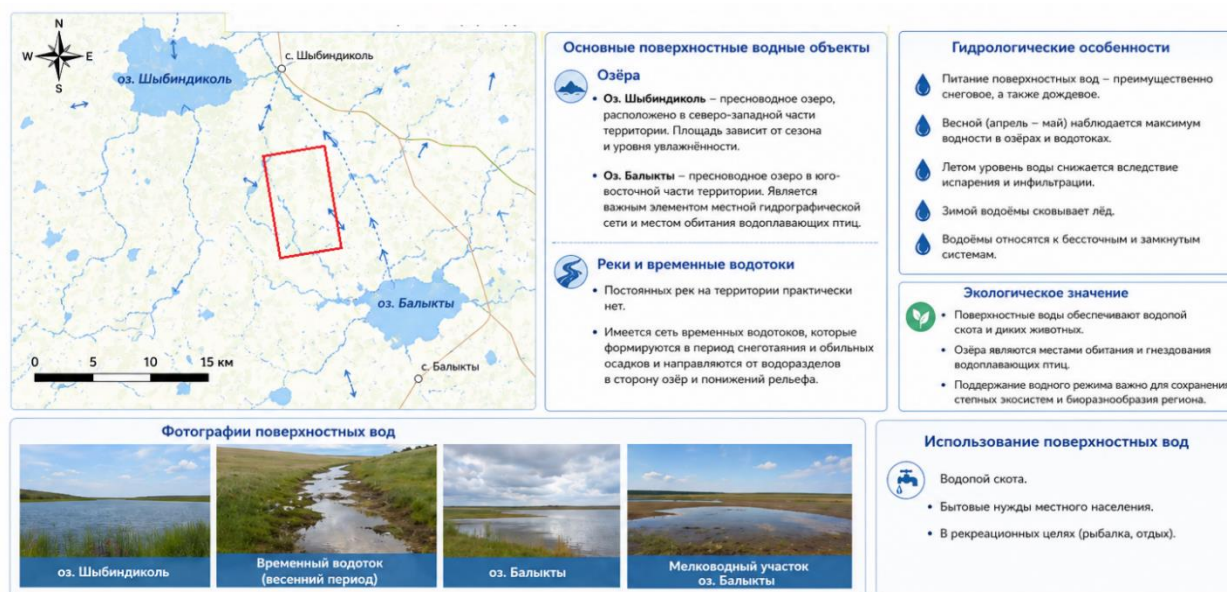 N
W E
S
оз. Шыбиндиколь
с. Шыбиндиколь
оз. Балыкты
с. Балыкты
0 5 10 15 км
Основные поверхностные водные объекты
Озёра
• Оз. Шыбиндиколь – пресноводное озеро,
расположено в северо-западной части
территории. Площадь зависит от сезона
и уровня увлажнённости.
• Оз. Балыкты – пресноводное озеро в юго-
восточной части территории. Является
важным элементом местной гидрографической
сети и местом обитания водоплавающих птиц.
Реки и временные водотоки
• Постоянных рек на территории практически
нет.
• Имеется сеть временных водотоков, которые
формируются в период снеготаяния и обильных
осадков и направляются от водоразделов
в сторону озёр и понижений рельефа.
Гидрологические особенности
Питание поверхностных вод – преимущественно
снеговое, а также дождевое.
Весной (апрель – май) наблюдается максимум
водности в озёрах и водотоках.
Летом уровень воды снижается вследствие
испарения и инфильтрации.
Зимой водоёмы сковывает лёд.
Водоёмы относятся к бессточным и замкнутым
системам.
Экологическое значение
• Поверхностные воды обеспечивают водопой
скота и диких животных.
• Озёра являются местами обитания и гнездования
водоплавающих птиц.
• Поддержание водного режима важно для сохранения
степных экосистем и биоразнообразия региона.
Фотографии поверхностных вод
оз. Шыбиндиколь
Временный водоток
(весенний период)
оз. Балыкты
Мелководный участок
оз. Балыкты
Использование поверхностных вод
Водопой скота.
• Бытовые нужды местного населения.
• В рекреационных целях (рыбалка, отдых).